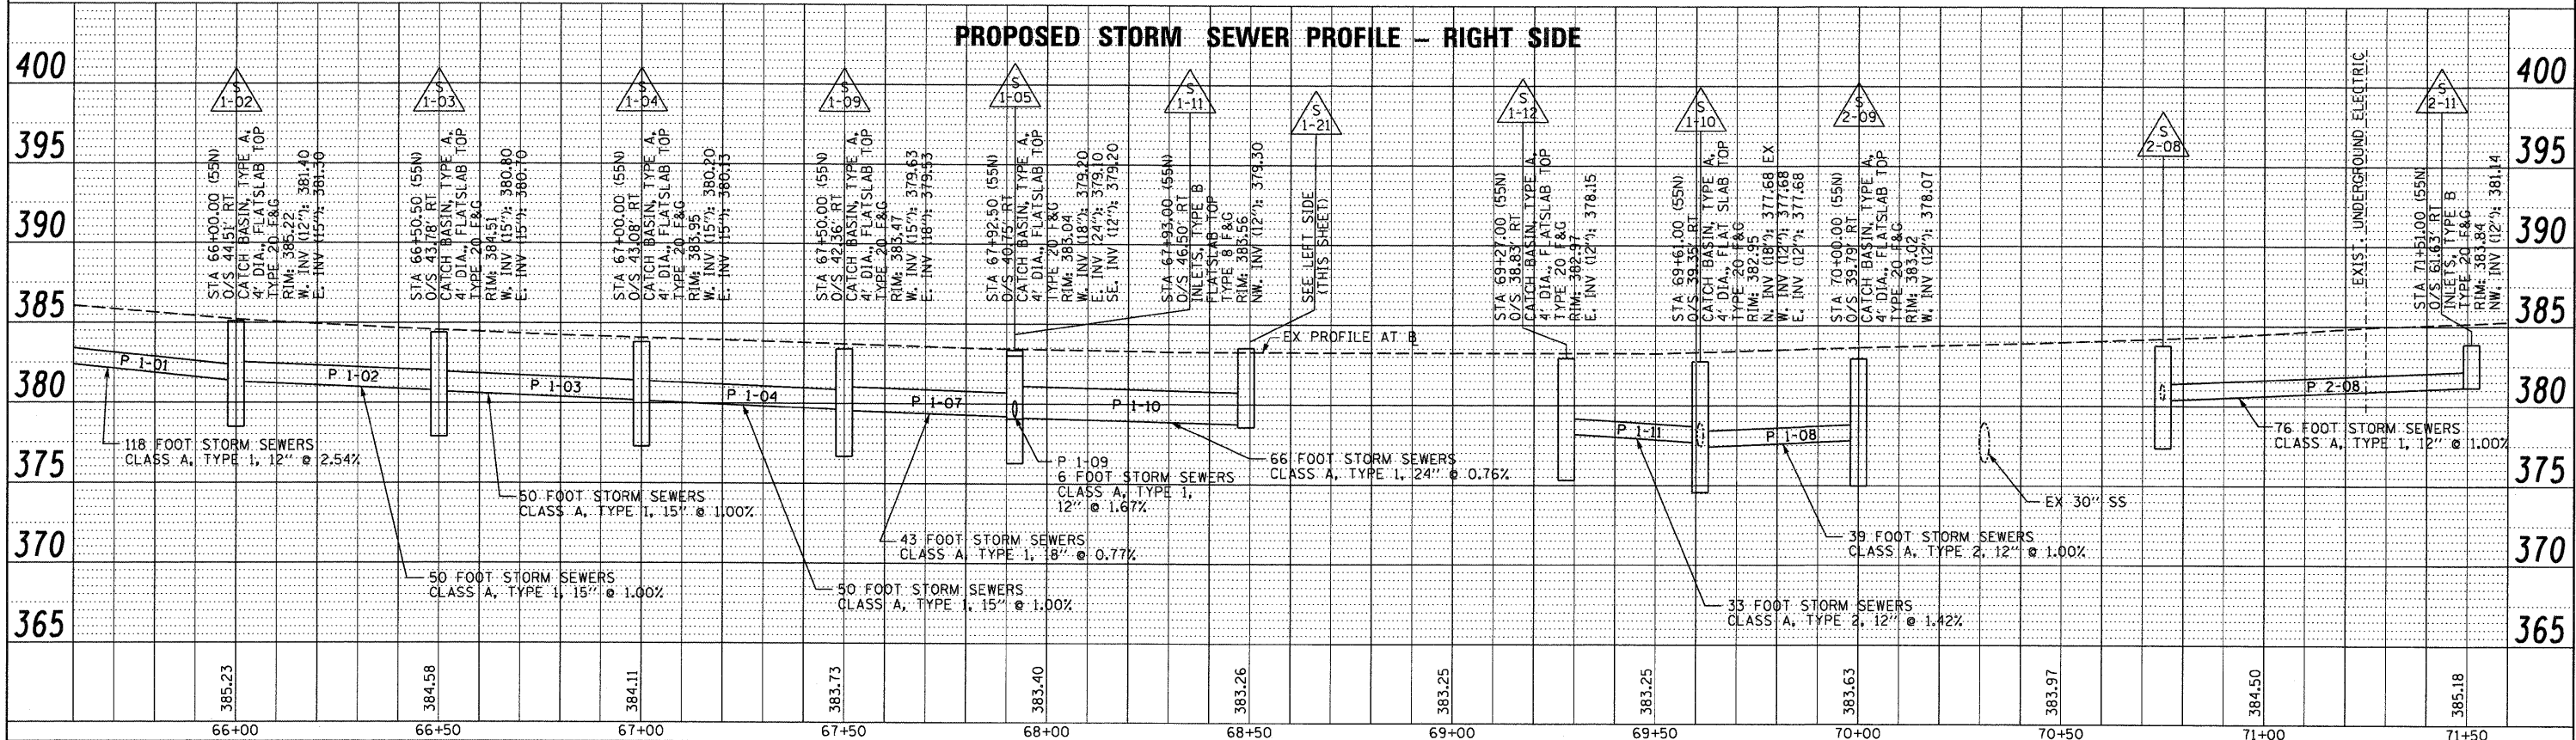 PROPOSED STORM SEWER PROFILE – RIGHT SIDE
400
395
390
385
380
375
370
365
400
395
390
385
380
375
370
365
S
1-02
STA 66+00.00 (55N)
O/S 44.51' RT
CATCH BASIN, TYPE A,
4' DIA., FLATSLAB TOP
TYPE 20 F&G
RIM: 385.22
W. INV (12"): 381.40
E. INV (15"): 381.30
S
1-03
STA 66+50.50 (55N)
O/S 43.78' RT
CATCH BASIN, TYPE A,
4' DIA., FLATSLAB TOP
TYPE 20 F&G
RIM: 384.51
W. INV (15"): 380.80
E. INV (15"): 380.70
S
1-04
STA 67+00.00 (55N)
O/S 43.08' RT
CATCH BASIN, TYPE A,
4' DIA., FLATSLAB TOP
TYPE 20 F&G
RIM: 383.95
W. INV (15"): 380.20
E. INV (15"): 380.13
S
1-09
STA 67+50.00 (55N)
O/S 42.36' RT
CATCH BASIN, TYPE A,
4' DIA., FLATSLAB TOP
TYPE 20 F&G
RIM: 383.47
W. INV (15"): 379.63
E. INV (18"): 379.53
S
1-05
STA 67+92.50 (55N)
O/S 40.75' RT
CATCH BASIN, TYPE A,
4' DIA., FLATSLAB TOP
TYPE 20 F&G
RIM: 383.04
W. INV (18"): 379.20
E. INV (24"): 379.10
SE. INV (12"): 379.20
S
1-11
STA 67+93.00 (55N)
O/S 46.50' RT
INLETS, TYPE B
FLATSLAB TOP
TYPE 8 F&G
RIM: 383.56
NW. INV (12"): 379.30
S
1-21
SEE LEFT SIDE
(THIS SHEET)
S
1-12
STA 69+27.00 (55N)
O/S 38.83' RT
CATCH BASIN, TYPE A,
4' DIA., FLATSLAB TOP
TYPE 20 F&G
RIM: 382.97
E. INV (12"): 378.15
S
1-10
STA 69+61.00 (55N)
O/S 39.35' RT
CATCH BASIN, TYPE A,
4' DIA., FLAT SLAB TOP
TYPE 20 F&G
RIM: 382.95
N. INV (18"): 377.68 EX
W. INV (12"): 377.68
E. INV (12"): 377.68
S
2-09
STA 70+00.00 (55N)
O/S 39.79' RT
CATCH BASIN, TYPE A,
4' DIA., FLATSLAB TOP
TYPE 20 F&G
RIM: 383.02
W. INV (12"): 378.07
S
2-08
EXIST. UNDERGROUND ELECTRIC
S
2-11
STA 71+51.00 (55N)
O/S 61.63' RT
INLETS, TYPE B
TYPE 20 F&G
RIM: 383.84
NW. INV (12"): 381.14
EX PROFILE AT B
P 1-01
P 1-02
P 1-03
P 1-04
P 1-07
P 1-10
P 1-11
P 1-08
P 2-08
118 FOOT STORM SEWERS
CLASS A, TYPE 1, 12" @ 2.54%
50 FOOT STORM SEWERS
CLASS A, TYPE 1, 15" @ 1.00%
50 FOOT STORM SEWERS
CLASS A, TYPE 1, 15" @ 1.00%
50 FOOT STORM SEWERS
CLASS A, TYPE 1, 15" @ 1.00%
43 FOOT STORM SEWERS
CLASS A, TYPE 1, 18" @ 0.77%
P 1-09
6 FOOT STORM SEWERS
CLASS A, TYPE 1,
12" @ 1.67%
66 FOOT STORM SEWERS
CLASS A, TYPE 1, 24" @ 0.76%
33 FOOT STORM SEWERS
CLASS A, TYPE 2, 12" @ 1.42%
39 FOOT STORM SEWERS
CLASS A, TYPE 2, 12" @ 1.00%
EX 30" SS
76 FOOT STORM SEWERS
CLASS A, TYPE 1, 12" @ 1.00%
385.23
384.58
384.11
383.73
383.40
383.26
383.25
383.25
383.63
383.97
384.50
385.18
66+00
66+50
67+00
67+50
68+00
68+50
69+00
69+50
70+00
70+50
71+00
71+50